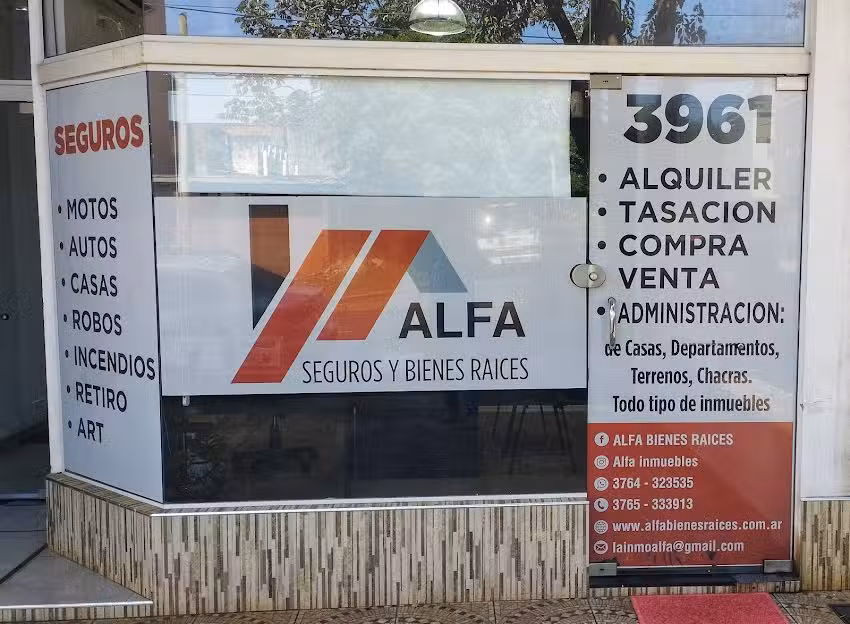 SEGUROS
• MOTOS
• AUTOS
• CASAS
• ROBOS
• INCENDIOS
• RETIRO
• ART
ALFA
SEGUROS Y BIENES RAICES
3961
• ALQUILER
• TASACION
• COMPRA
VENTA
• ADMINISTRACION:
de Casas, Departamentos,
Terrenos, Chacras.
Todo tipo de inmuebles
ALFA BIENES RAICES
Alfa inmuebles
3764 - 323535
3765 - 333913
www.alfabienesraices.com.ar
lainmoalfa@gmail.com